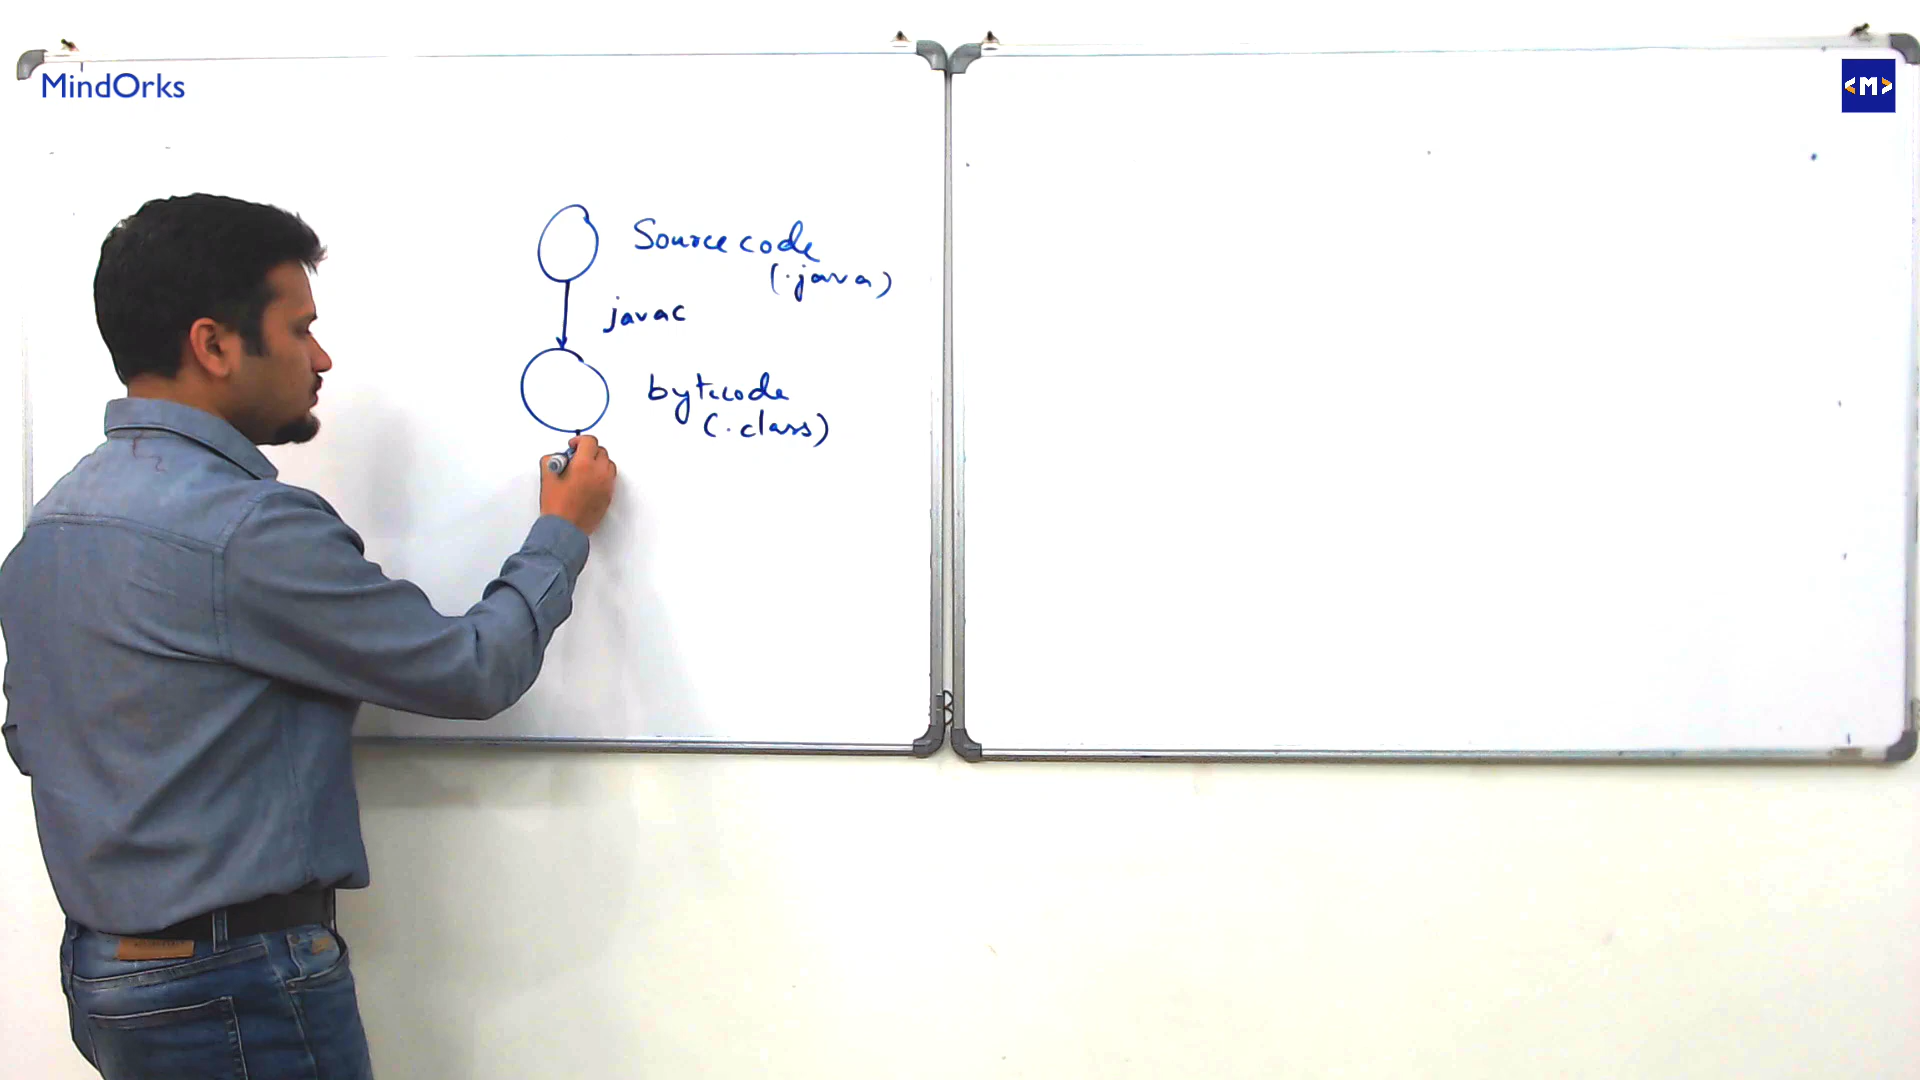 MindOrks
<M>
Source code
(.java)
javac
bytecode
(.class)